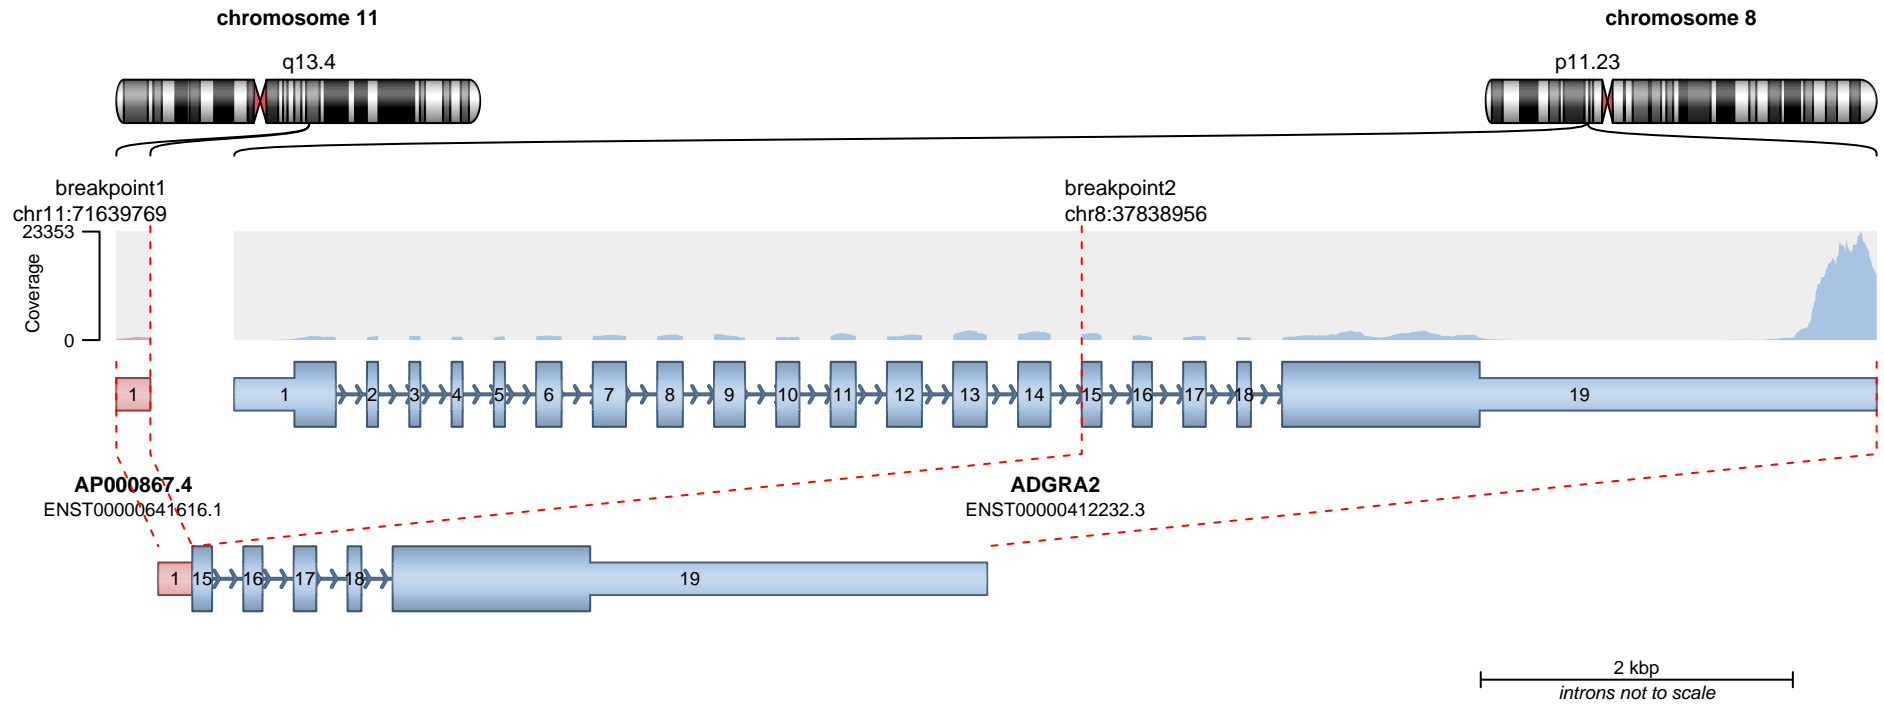 chromosome 11
chromosome 8
q13.4
p11.23
breakpoint1
chr11:71639769
breakpoint2
chr8:37838956
23353
Coverage
0
1
1 2 3 4 5 6 7 8 9 10 11 12 13 14 15 16 17 18 19
AP000867.4
ENST00000641616.1
ADGRA2
ENST00000412232.3
1 15 16 17 18 19
2 kbp
introns not to scale